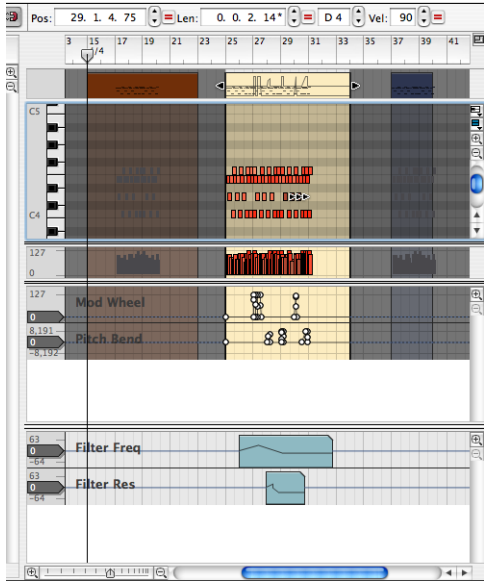 Pos: 29. 1. 4. 75 Len: 0. 0. 2. 14* D 4 Vel: 90
3 15 17 19 21 23 25 27 29 31 33 35 37 39 41
1/4
C5
C4
127
0
127
Mod Wheel
0
8,191
Pitch Bend
0
-8,192
63
Filter Freq
0
-64
63
Filter Res
0
-64